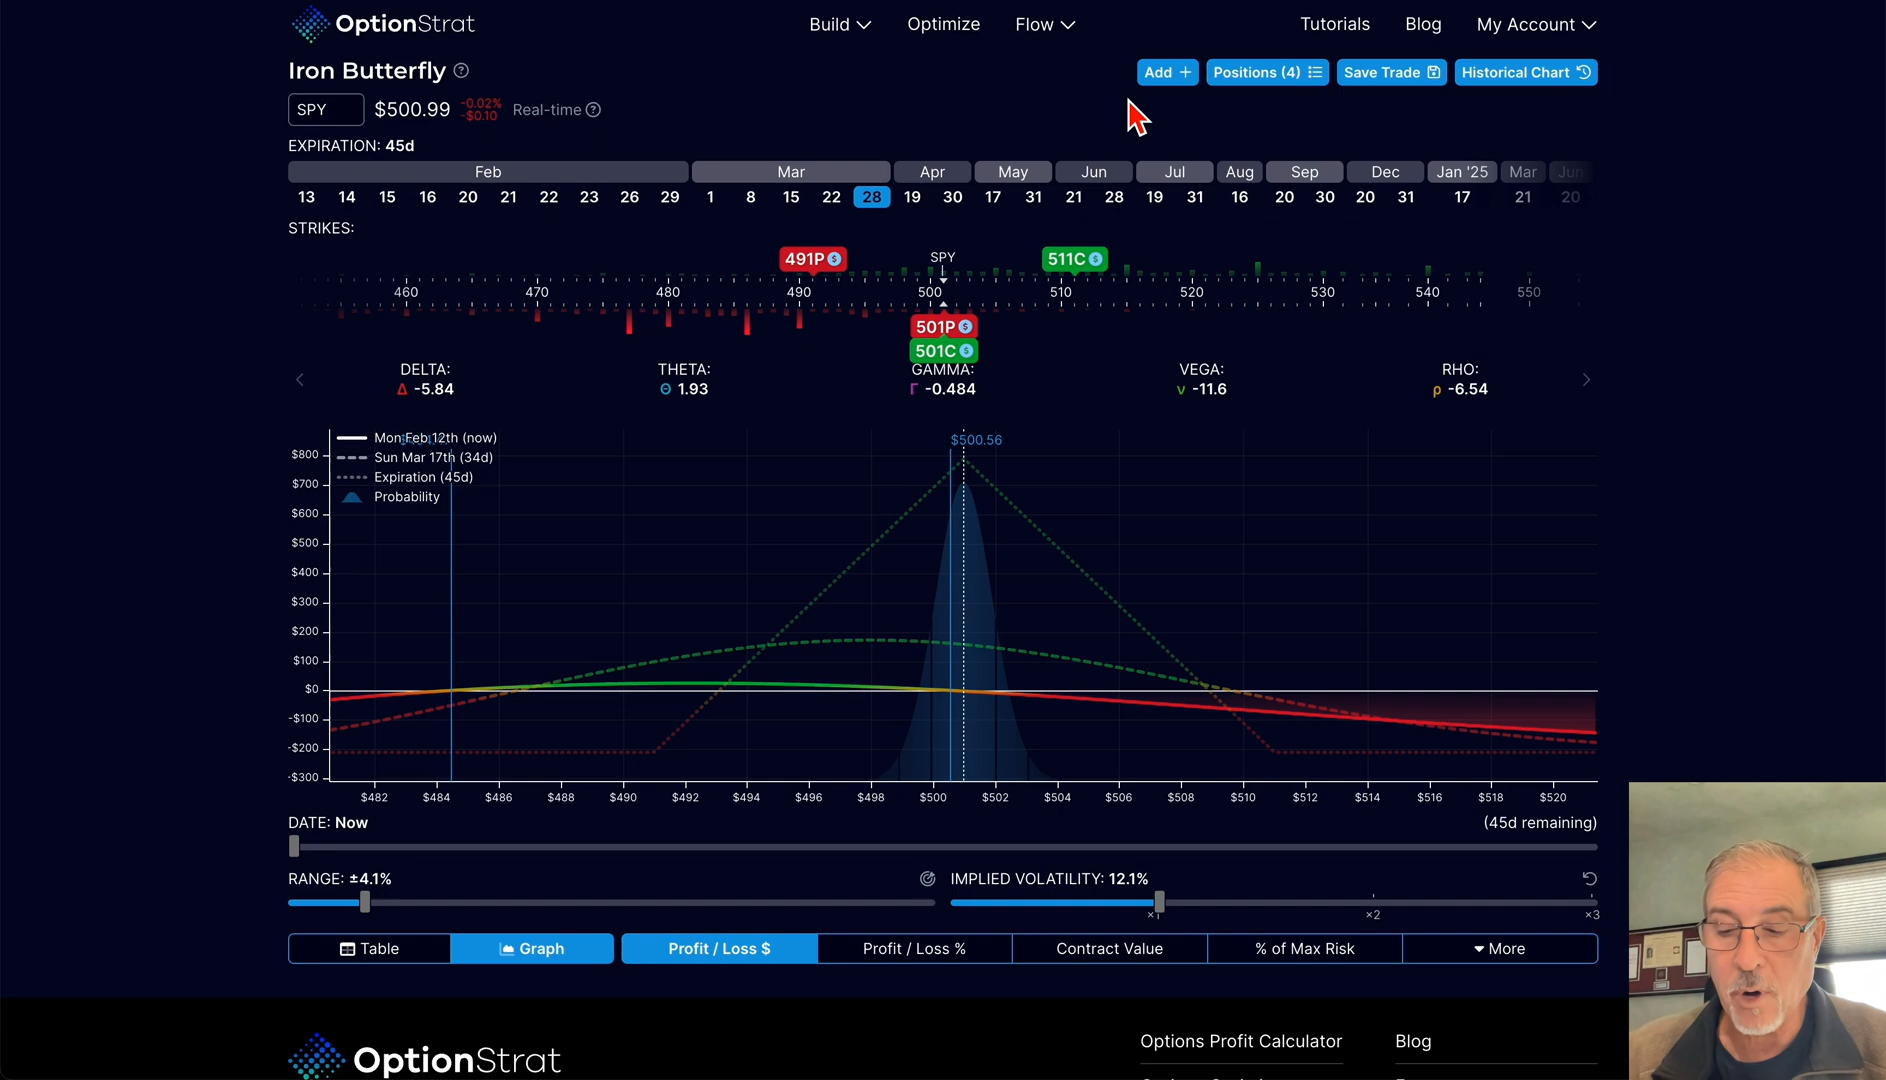 OptionStrat
Build Optimize Flow Tutorials Blog My Account
Iron Butterfly ?
Add + Positions (4) Save Trade Historical Chart
SPY $500.99 -0.02% -$0.10 Real-time ?
EXPIRATION: 45d
Feb Mar Apr May Jun Jul Aug Sep Dec Jan '25 Mar Jun
13 14 15 16 20 21 22 23 26 29 1 8 15 22 28 19 30 17 31 21 28 19 31 16 20 30 20 31 17 21 20
STRIKES:
491P $ SPY 511C $
460 470 480 490 500 510 520 530 540 550
501P $
501C $
DELTA: THETA: GAMMA: VEGA: RHO:
Δ -5.84 Θ 1.93 Γ -0.484 ν -11.6 ρ -6.54
Mon Feb 12th (now)
$500.56
Sun Mar 17th (34d)
Expiration (45d)
Probability
$800
$700
$600
$500
$400
$300
$200
$100
$0
-$100
-$200
-$300
$482 $484 $486 $488 $490 $492 $494 $496 $498 $500 $502 $504 $506 $508 $510 $512 $514 $516 $518 $520
DATE: Now (45d remaining)
RANGE: ±4.1% IMPLIED VOLATILITY: 12.1%
×1 ×2 ×3
Table Graph Profit / Loss $ Profit / Loss % Contract Value % of Max Risk More
OptionStrat
Options Profit Calculator Blog